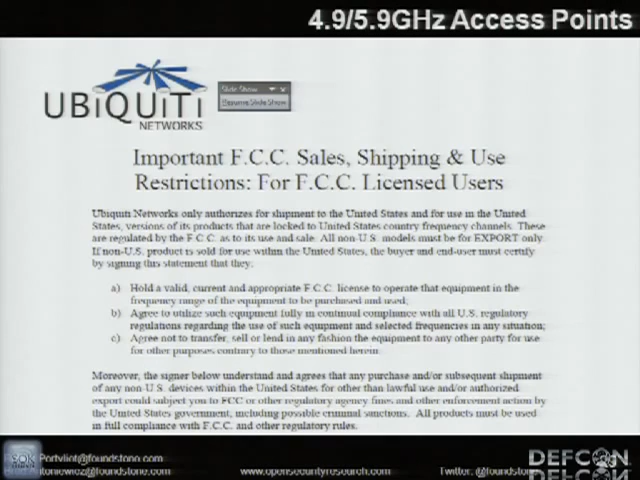 4.9/5.9GHz Access Points
UBiQUiTi
NETWORKS
Slide Show
Resume Slide Show
Important F.C.C. Sales, Shipping & Use
Restrictions: For F.C.C. Licensed Users
Ubiquiti Networks only authorizes for shipment to the United States and for use in the United
States, versions of its products that are locked to United States country frequency channels. These
are regulated by the F.C.C. as to its use and sale. All non-U.S. models must be for EXPORT only.
If non-U.S. product is sold for use within the United States, the buyer and end-user must certify
by signing this statement that they:
a) Hold a valid, current and appropriate F.C.C. license to operate that equipment in the
frequency range of the equipment to be purchased and used;
b) Agree to utilize such equipment fully in continual compliance with all U.S. regulatory
regulations regarding the use of such equipment and selected frequencies in any situation;
c) Agree not to transfer, sell or lend in any fashion the equipment to any other party for use
for other purposes contrary to those mentioned herein.
Moreover, the signer below understand and agrees that any purchase and/or subsequent shipment
of any non-U.S. devices within the United States for other than lawful use and/or authorized
export could subject you to FCC or other regulatory agency fines and other enforcement action by
the United States government, including possible criminal sanctions. All products must be used
in full compliance with F.C.C. and other regulatory rules.
www.opensecurityresearch.com
Twitter:
DEFCON